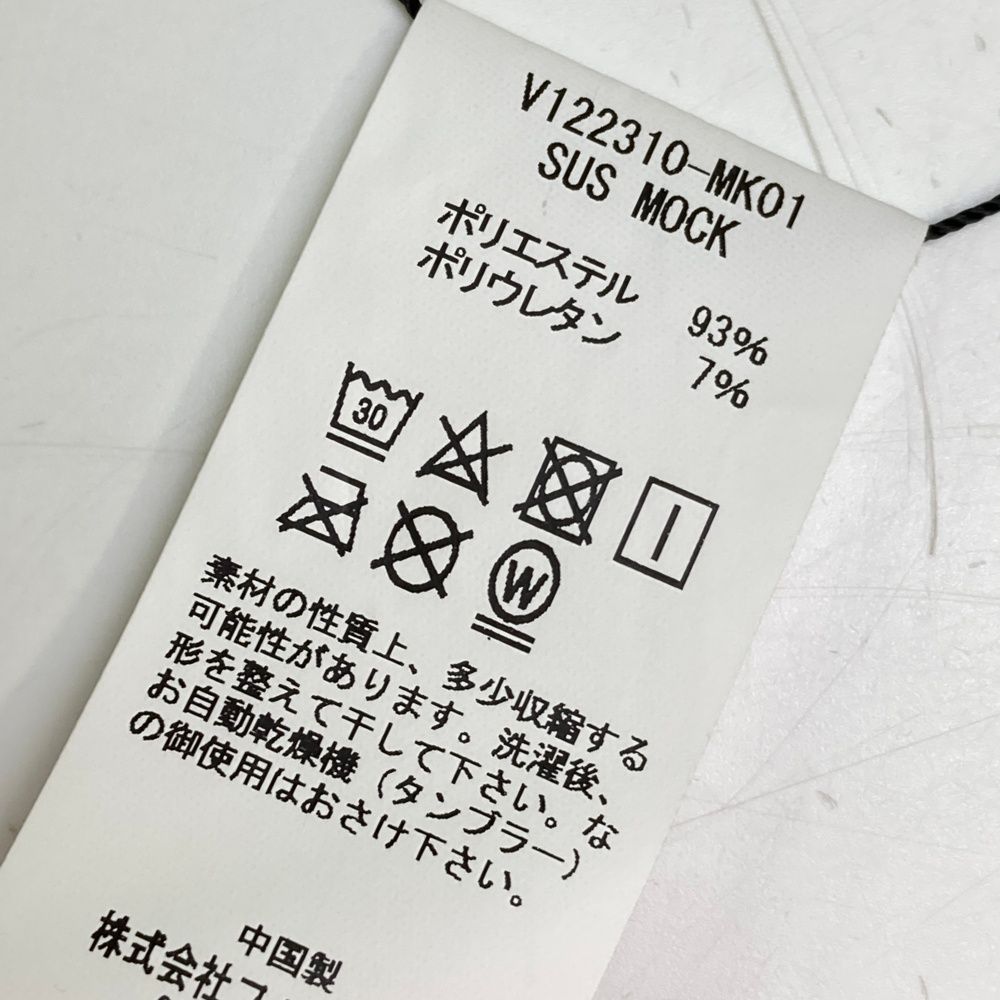 V122310-MK01
SUS MOCK
ポリエステル 93%
ポリウレタン 7%
30
W
素材の性質上、多少収縮する
可能性があります。洗濯後、
形を整えて干して下さい。な
お自動乾燥機（タンブラー）
の御使用はおさけ下さい。
中国製
株式会社